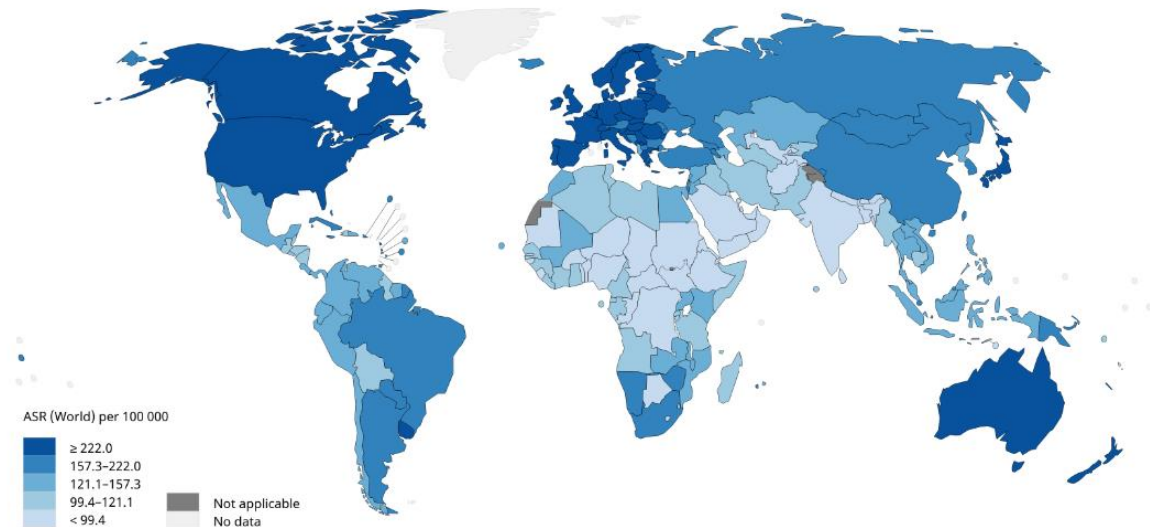 ASR (World) per 100 000
≥ 222.0
157.3–222.0
121.1–157.3
99.4–121.1
< 99.4
Not applicable
No data